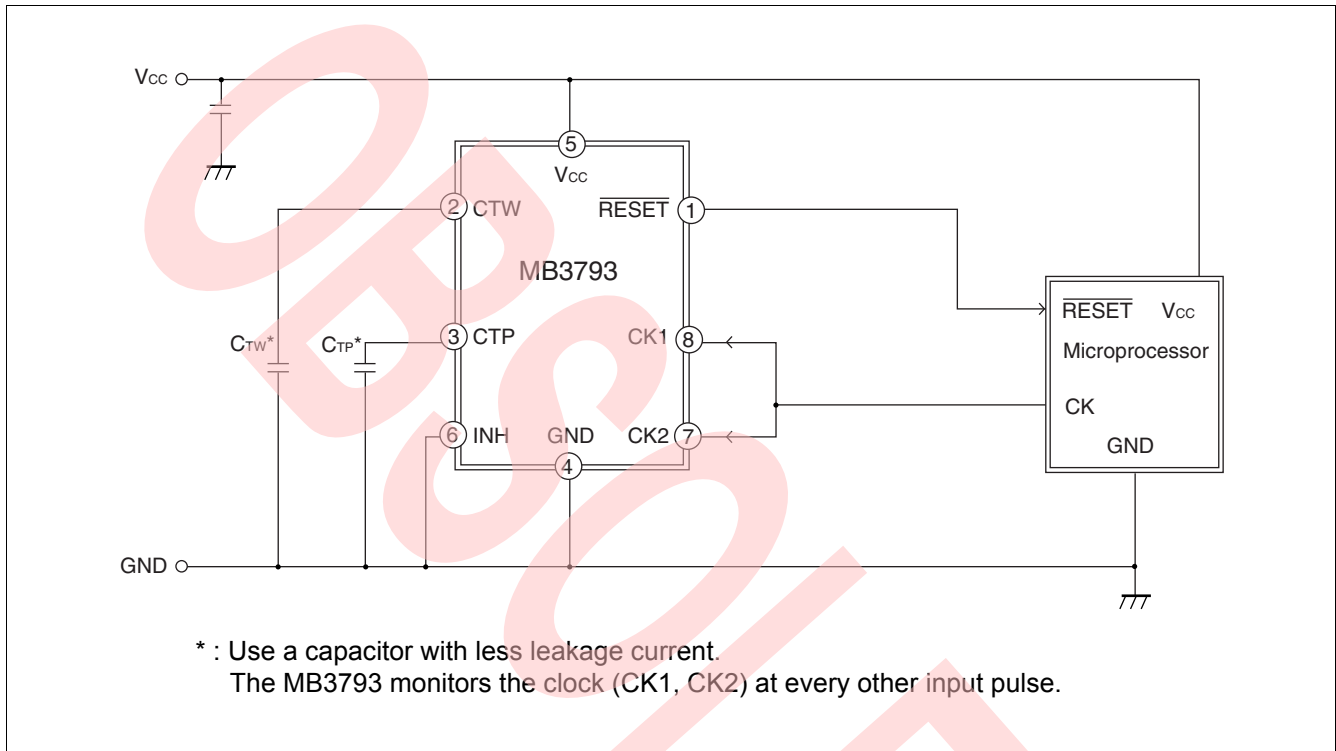 Vcc
5
Vcc
2 CTW
RESET 1
MB3793
RESET Vcc
Microprocessor
3 CTP
CK1 8
CTW*
CTP*
CK
6 INH
GND
CK2 7
GND
4
GND
* : Use a capacitor with less leakage current.
The MB3793 monitors the clock (CK1, CK2) at every other input pulse.